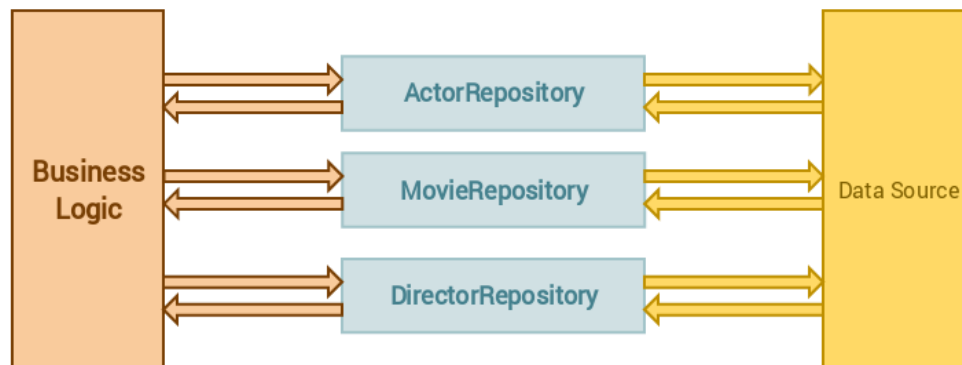 Business
Logic
ActorRepository
MovieRepository
DirectorRepository
Data Source